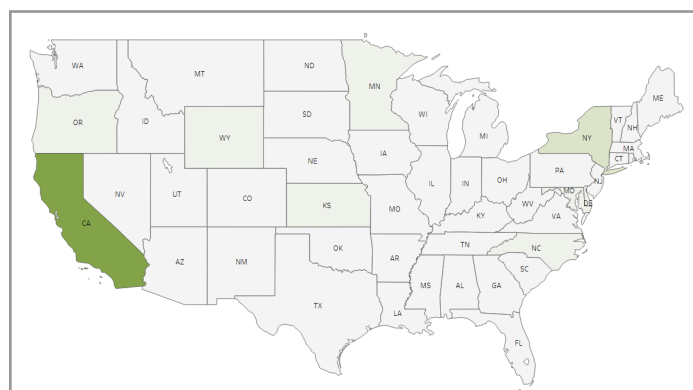 WA
MT
ND
MN
ME
VT
NH
OR
ID
SD
WI
MI
NY
MA
CT
WY
IA
NE
PA
NJ
NV
UT
CO
IL
IN
OH
MD
DE
WV
VA
CA
KS
MO
KY
NC
TN
OK
AR
SC
AZ
NM
MS
AL
GA
TX
LA
FL